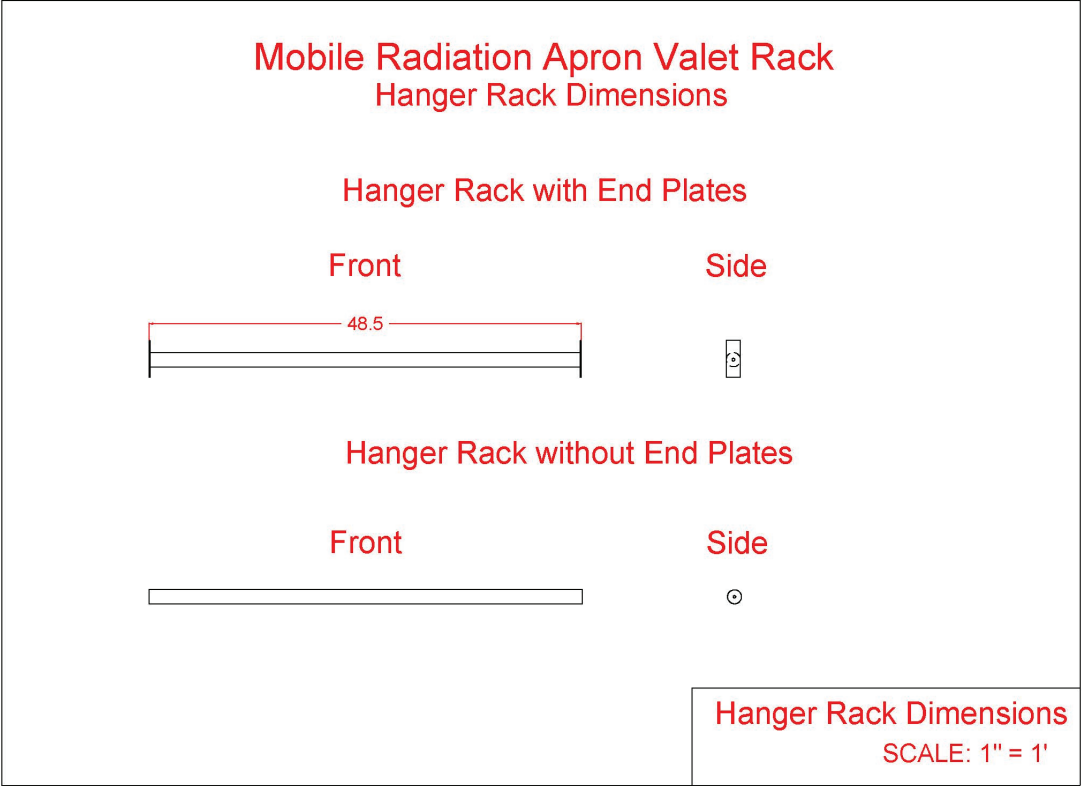 Mobile Radiation Apron Valet Rack
Hanger Rack Dimensions
Hanger Rack with End Plates
Front
Side
48.5
Hanger Rack without End Plates
Front
Side
Hanger Rack Dimensions
SCALE: 1" = 1'